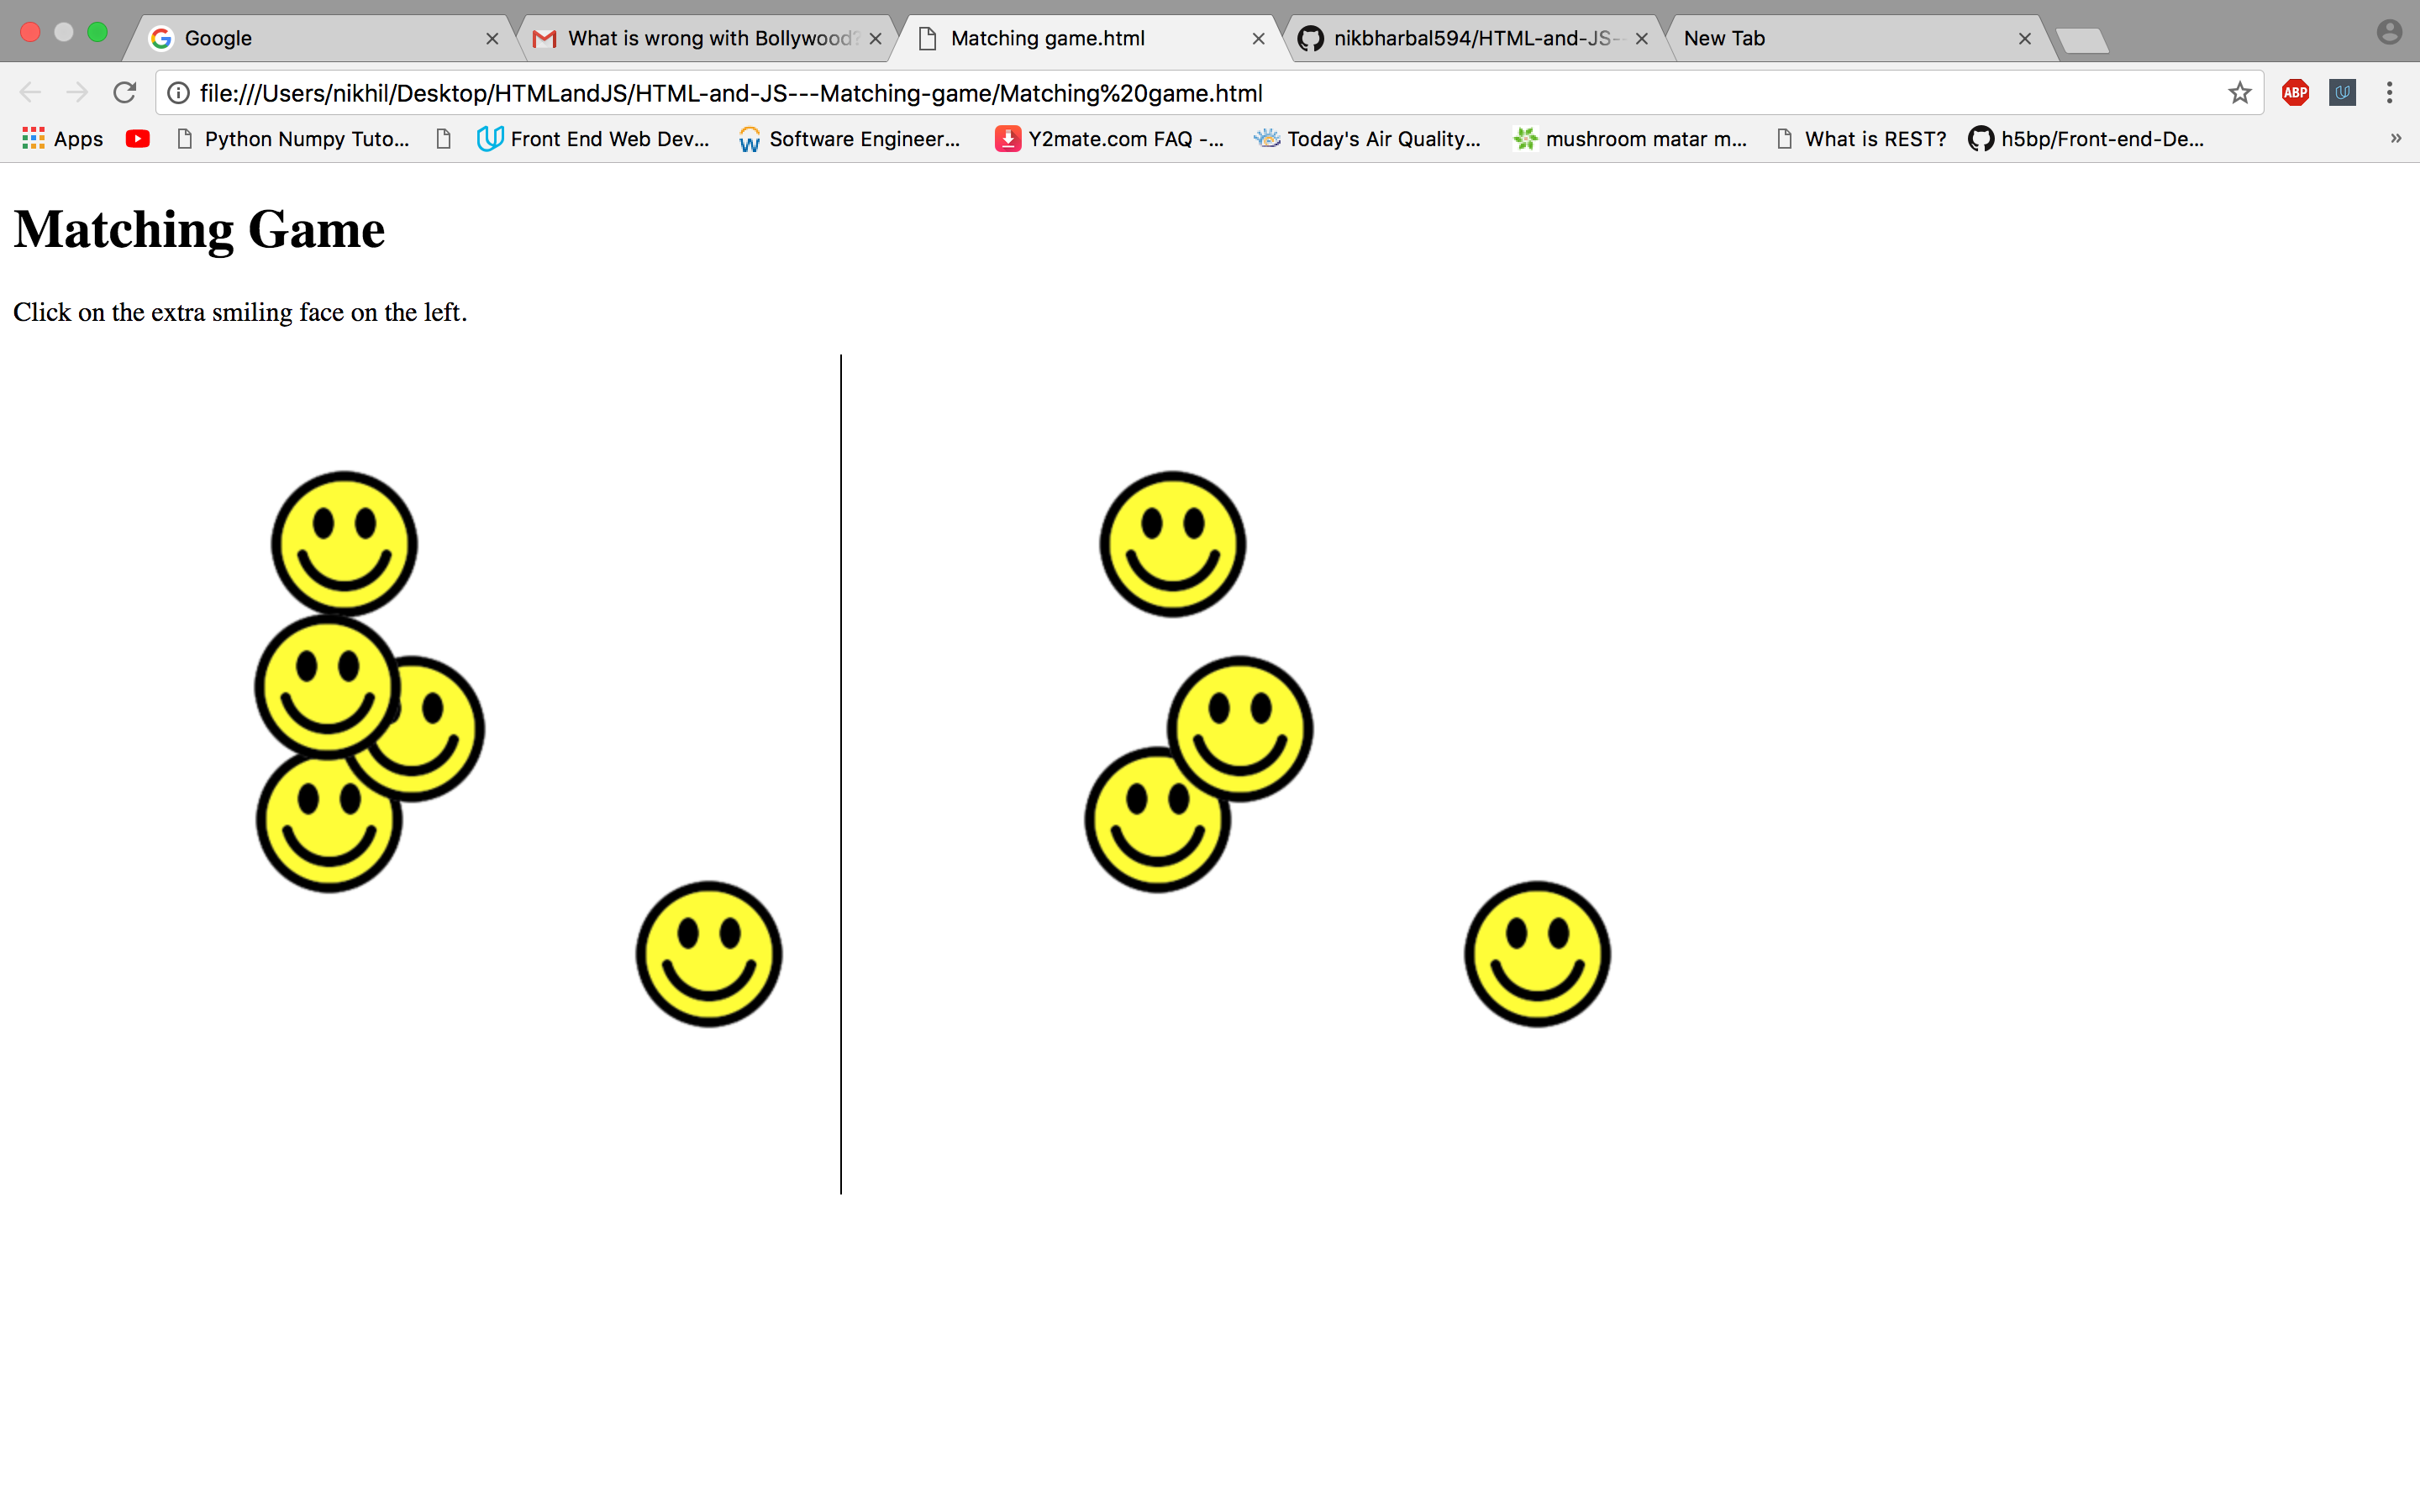 Google
What is wrong with Bollywood?
Matching game.html
nikbharbal594/HTML-and-JS-
New Tab
file:///Users/nikhil/Desktop/HTMLandJS/HTML-and-JS---Matching-game/Matching%20game.html
ABP
Apps
Python Numpy Tuto...
Front End Web Dev...
Software Engineer...
Y2mate.com FAQ -...
Today's Air Quality...
mushroom matar m...
What is REST?
h5bp/Front-end-De...
»
Matching Game
Click on the extra smiling face on the left.